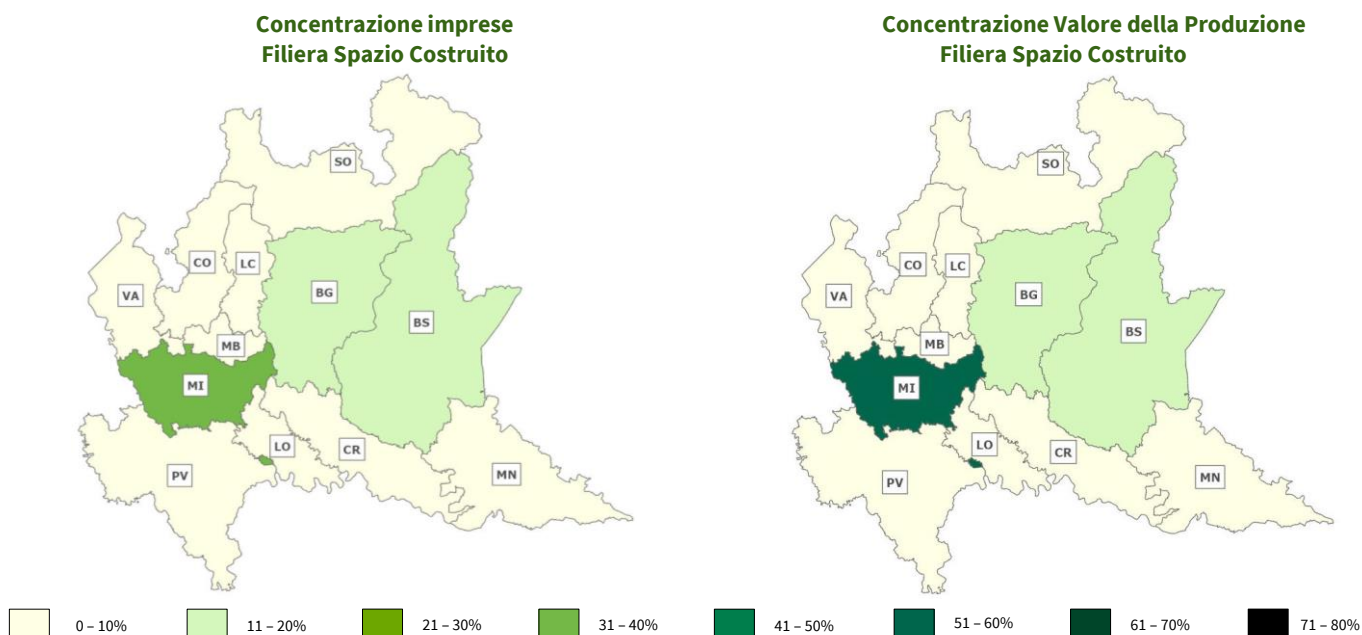 Concentrazione imprese
Filiera Spazio Costruito
Concentrazione Valore della Produzione
Filiera Spazio Costruito
SO
CO
LC
VA
BG
BS
MB
MI
LO
CR
PV
MN
SO
CO
LC
VA
BG
BS
MB
MI
LO
CR
PV
MN
0 – 10%
11 – 20%
21 – 30%
31 – 40%
41 – 50%
51 – 60%
61 – 70%
71 – 80%